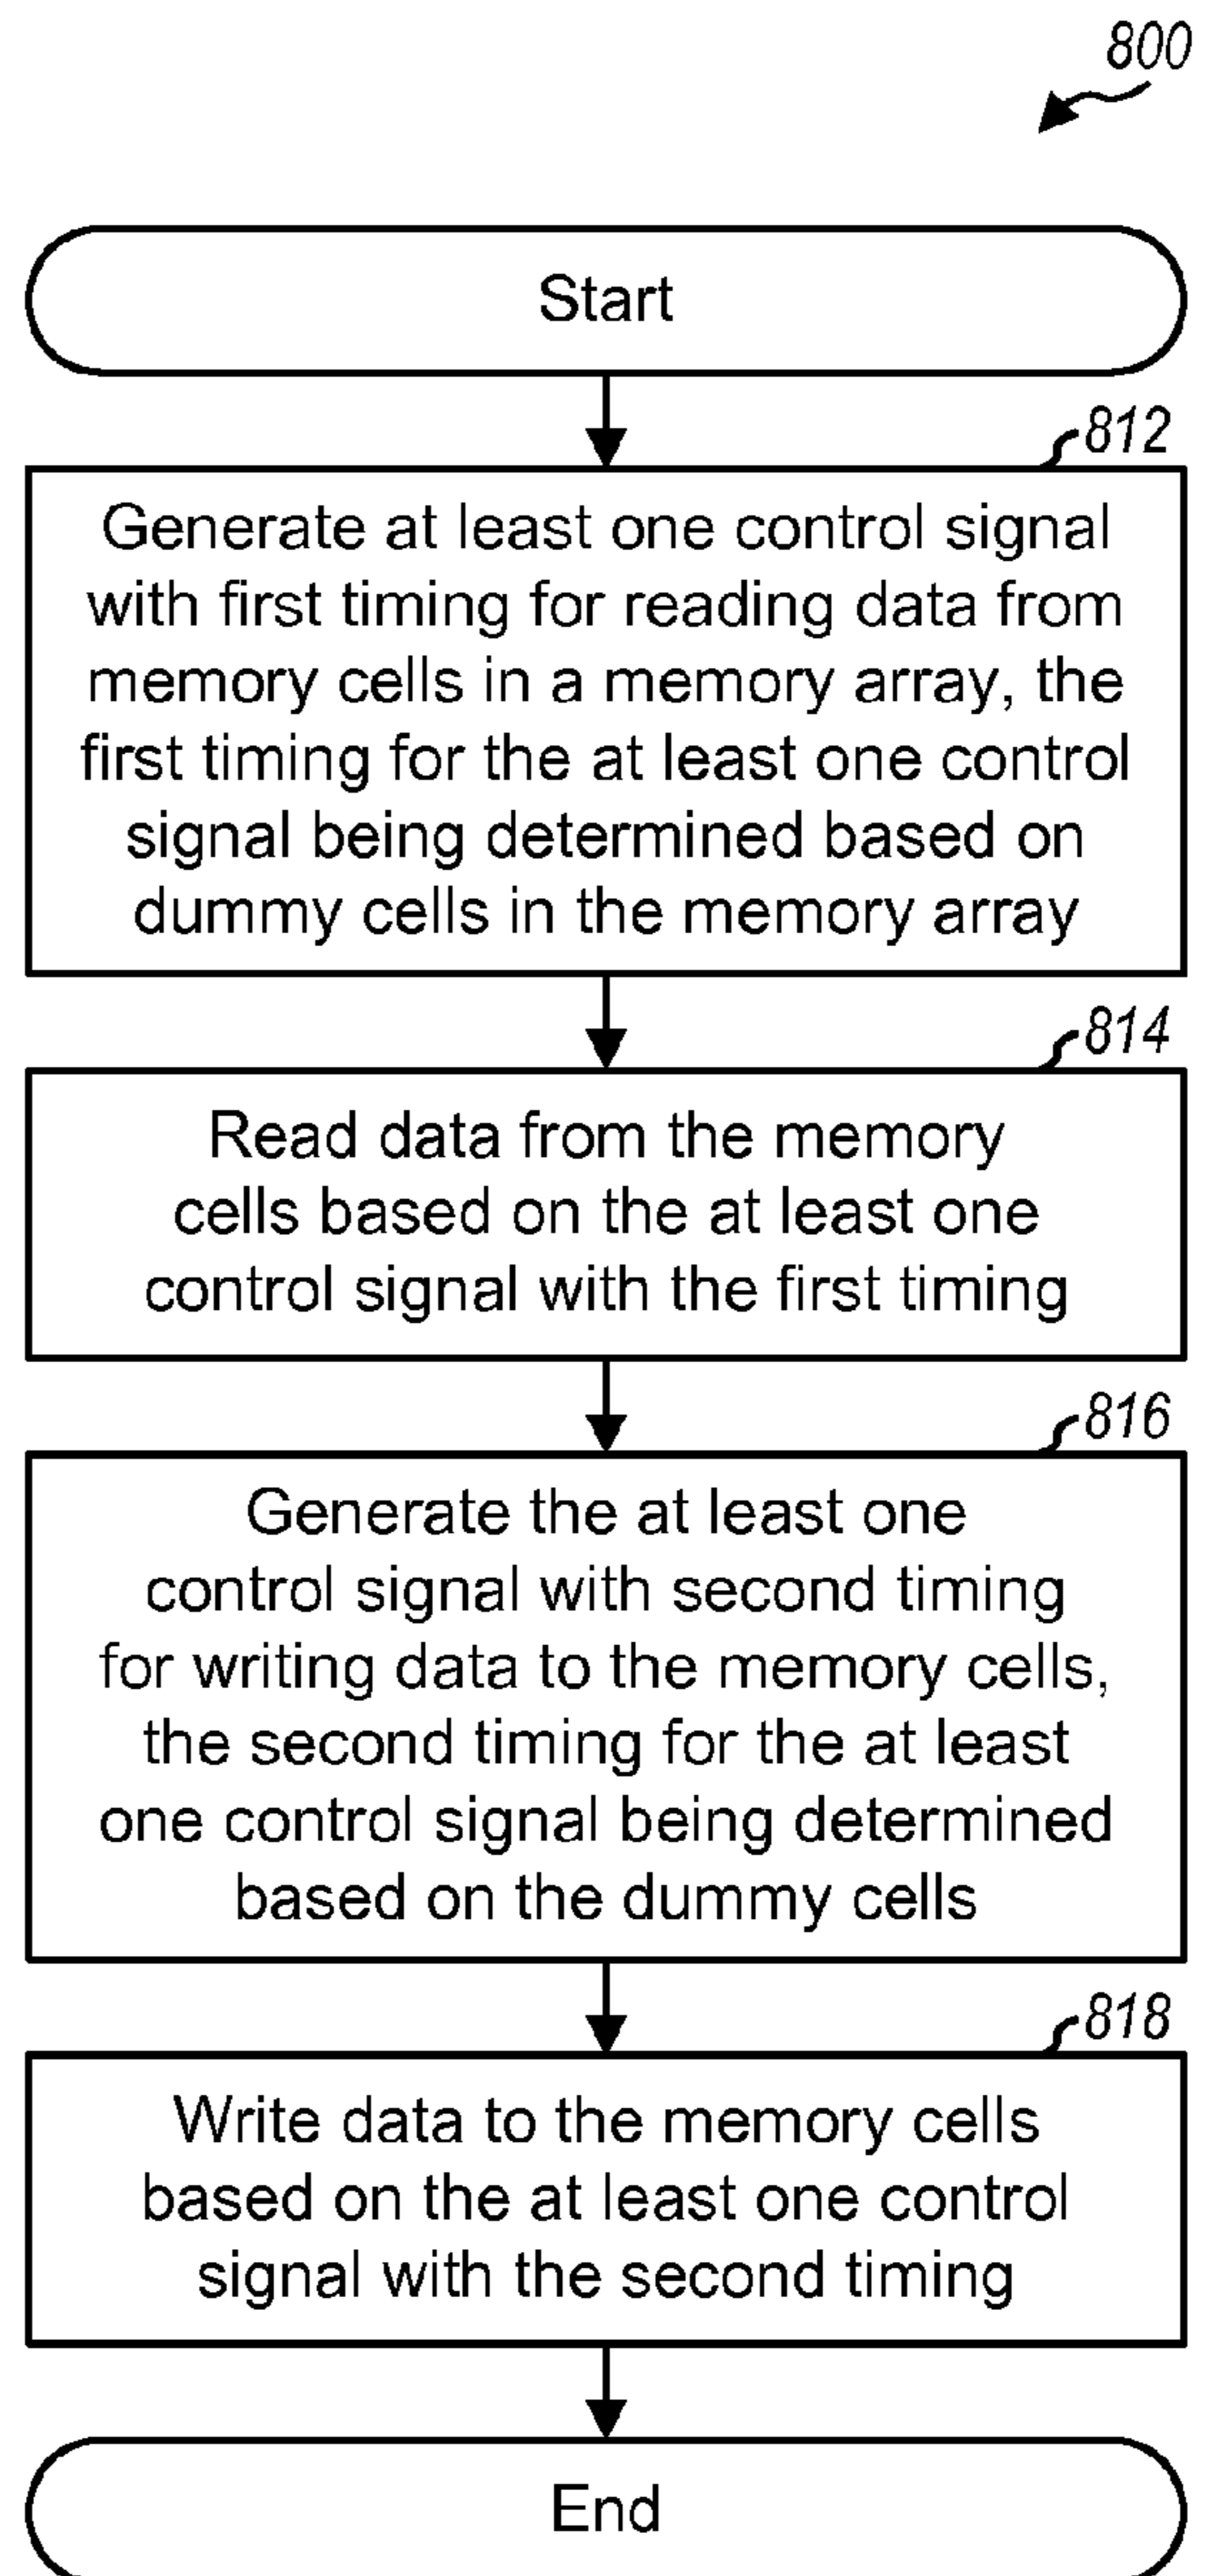 800
Start
812
Generate at least one control signal
with first timing for reading data from
memory cells in a memory array, the
first timing for the at least one control
signal being determined based on
dummy cells in the memory array
814
Read data from the memory
cells based on the at least one
control signal with the first timing
816
Generate the at least one
control signal with second timing
for writing data to the memory cells,
the second timing for the at least
one control signal being determined
based on the dummy cells
818
Write data to the memory cells
based on the at least one control
signal with the second timing
End